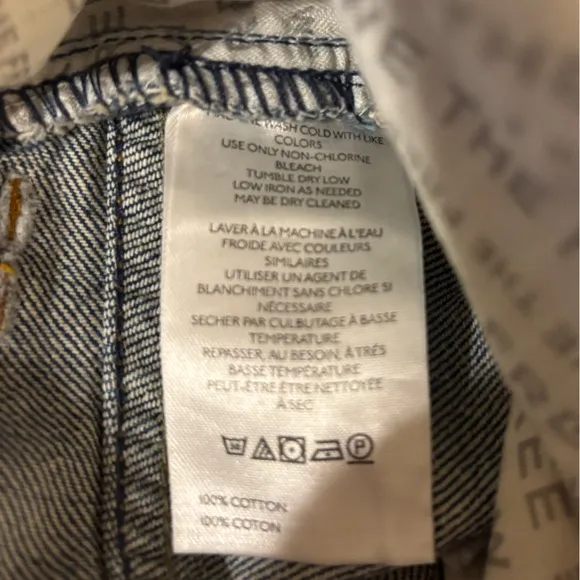 MACHINE WASH COLD WITH LIKE
COLORS
USE ONLY NON-CHLORINE
BLEACH
TUMBLE DRY LOW
LOW IRON AS NEEDED
MAY BE DRY CLEANED
LAVER À LA MACHINE À L'EAU
FROIDE AVEC COULEURS
SIMILAIRES
UTILISER UN AGENT DE
BLANCHIMENT SANS CHLORE SI
NÉCESSAIRE
SECHER PAR CULBUTAGE À BASSE
TEMPERATURE
REPASSER, AU BESOIN, À TRÉS
BASSE TEMPÉRATURE
PEUT-ÊTRE ÊTRE NETTOYÉE
À SEC
P
100% COTTON
100% COTON